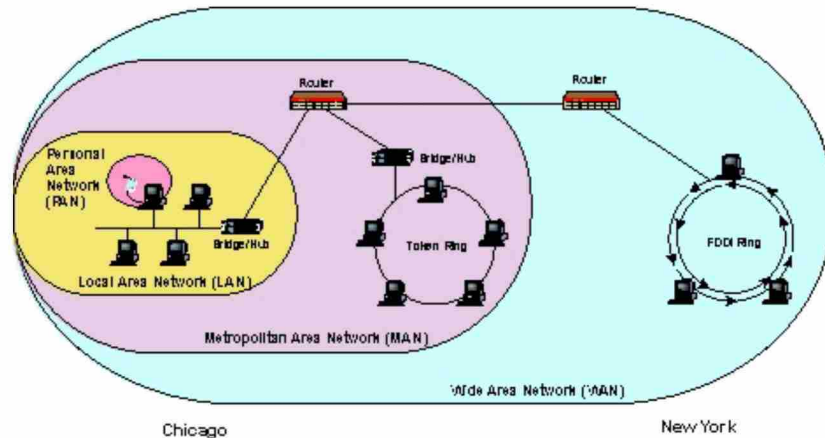 Router
Router
Personal
Area
Network
(PAN)
Bridge/Hub
Bridge/Hub
Token Ring
FDDI Ring
Local Area Network (LAN)
Metropolitan Area Network (MAN)
Wide Area Network (WAN)
Chicago
New York